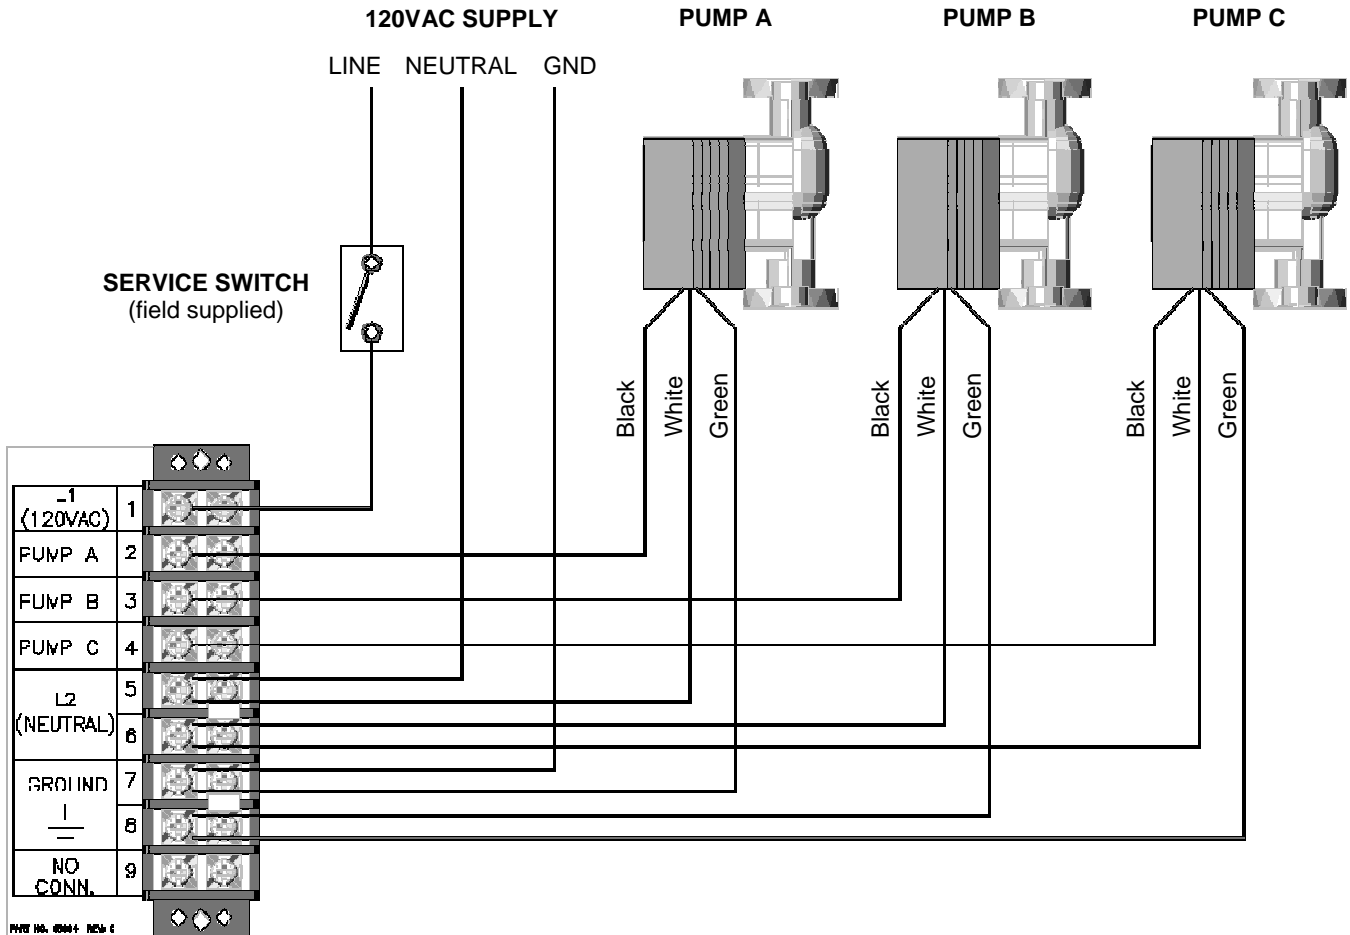 120VAC SUPPLY
PUMP A
PUMP B
PUMP C
LINE NEUTRAL GND
SERVICE SWITCH
(field supplied)
Black
White
Green
Black
White
Green
Black
White
Green
(120VAC)
1
PUMP A
2
PUMP B
3
PUMP C
4
L2
(NEUTRAL)
5
6
GROUND
7
8
NO
CONN.
9
PART NO.